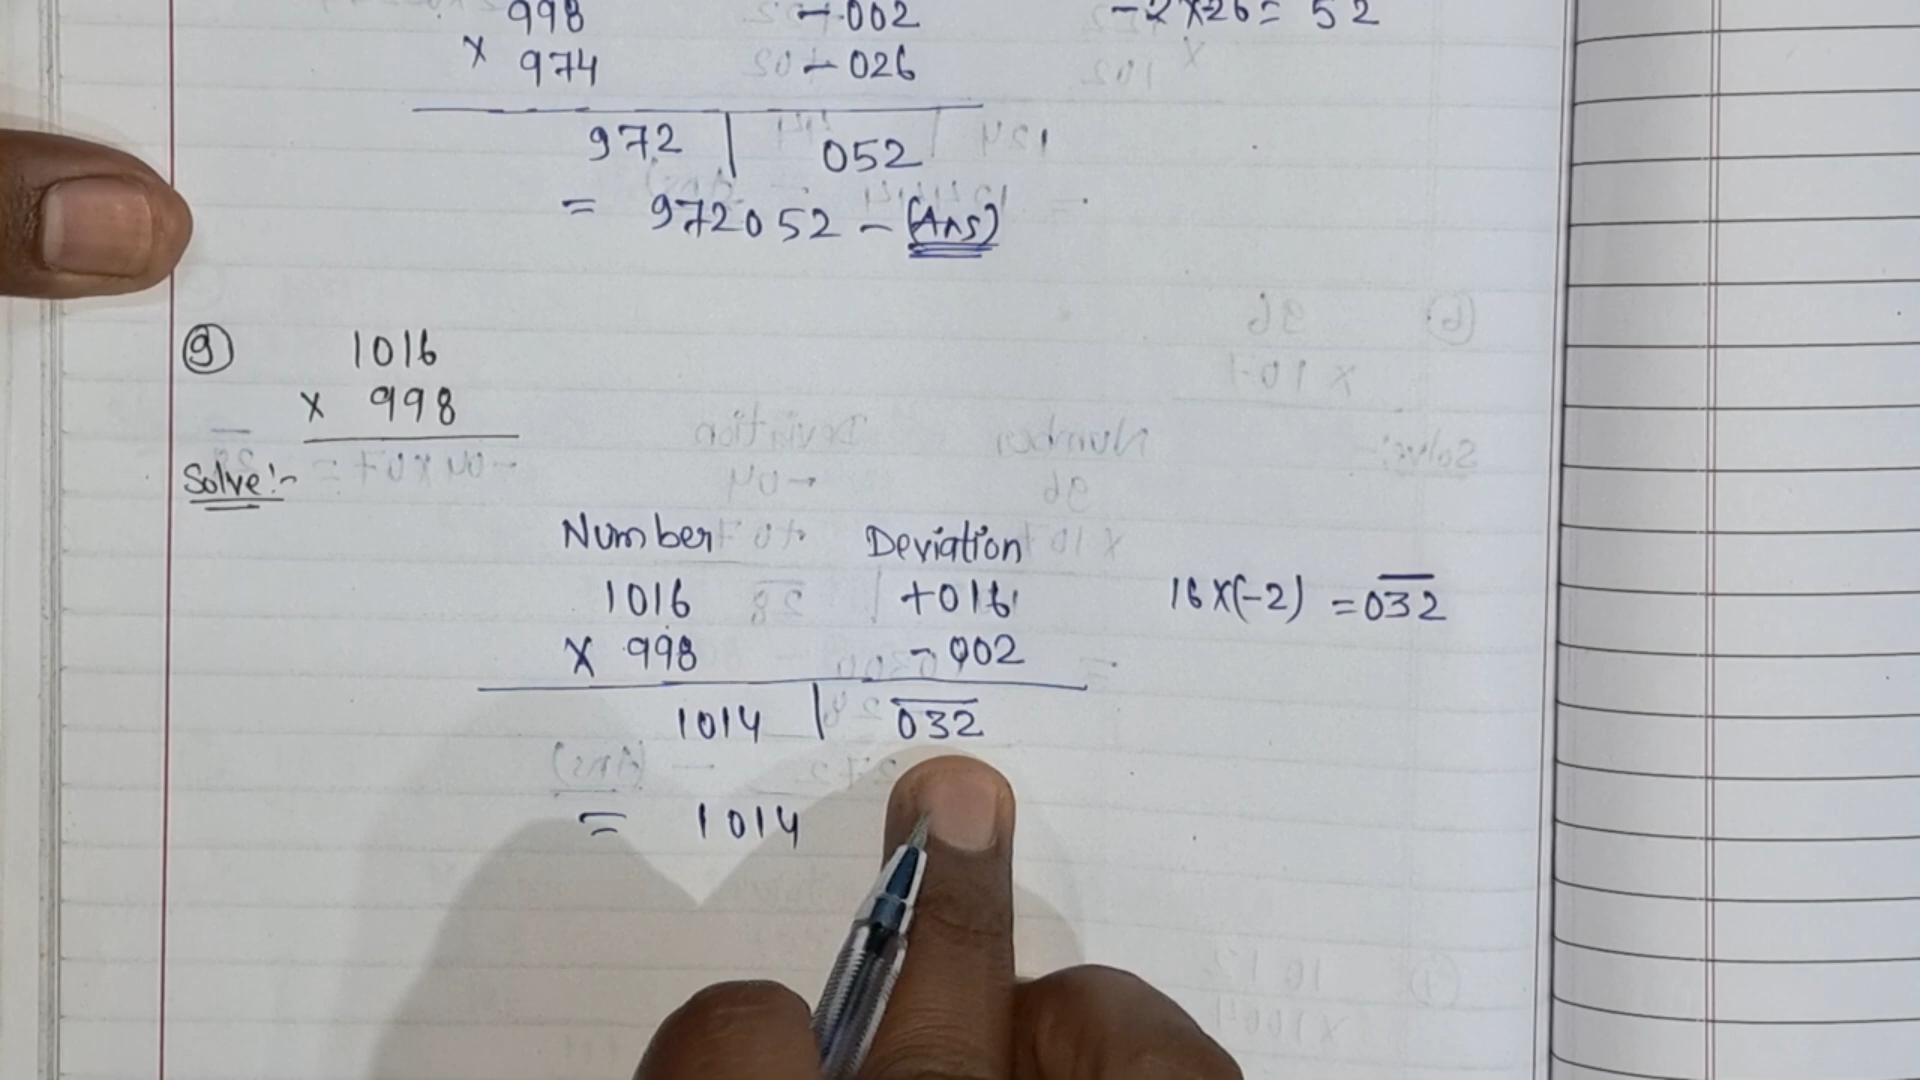 998 -002 -2×26= 52
× 974 -026
972 | 052
= 972052 - (Ans)
⑨ 1016
× 998
Solve:-
Number Deviation
1016 +016 16×(-2) = 0̅3̅2̅
× 998 -002
1014 | 0̅3̅2̅
= 1014